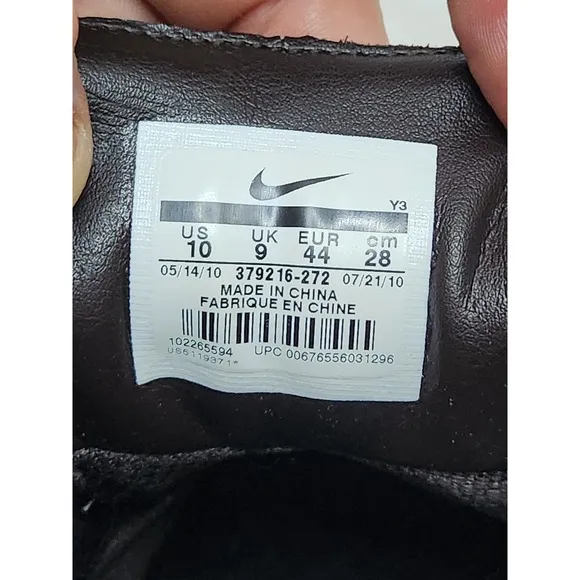 Y3
US UK EUR cm
10 9 44 28
05/14/10 379216-272 07/21/10
MADE IN CHINA
FABRIQUE EN CHINE
102265594 UPC 00676556031296
US6119371*